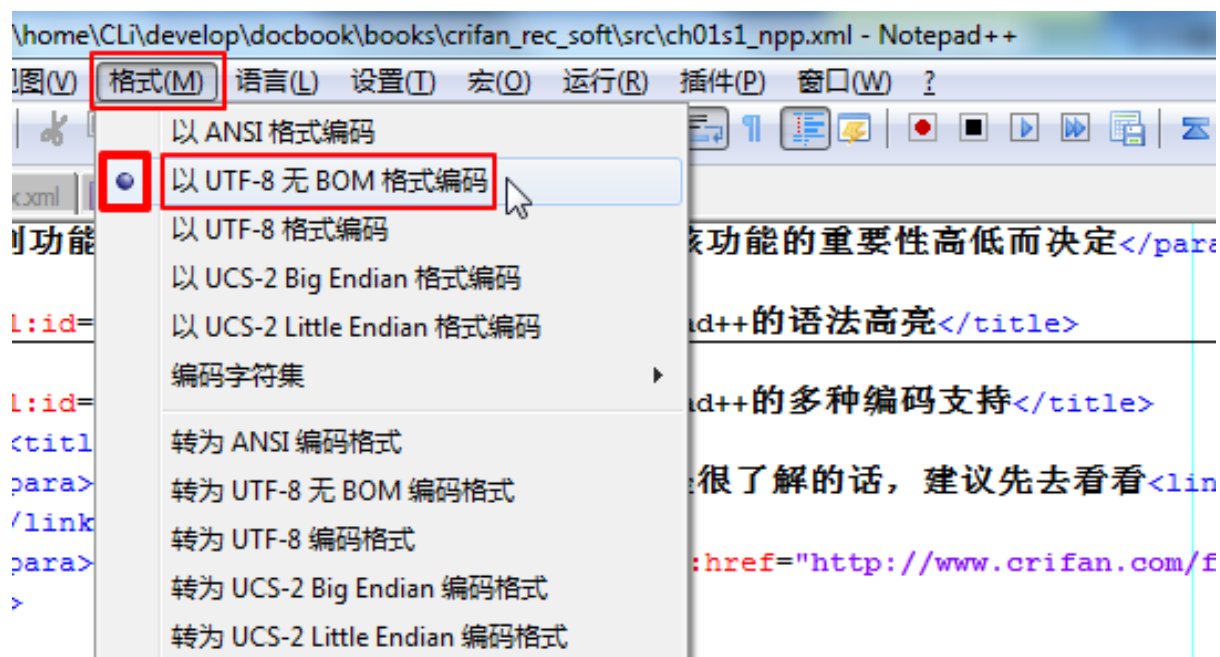 \home\CLi\develop\docbook\books\crifan_rec_soft\src\ch01s1_npp.xml - Notepad++
图(V) 格式(M) 语言(L) 设置(T) 宏(O) 运行(R) 插件(P) 窗口(W) ?
以 ANSI 格式编码
以 UTF-8 无 BOM 格式编码
x.xml
以 UTF-8 格式编码
功能
功能的重要性高低而决定</para
以 UCS-2 Big Endian 格式编码
以 UCS-2 Little Endian 格式编码
l:id=
ad++的语法高亮</title>
编码字符集
l:id=
ad++的多种编码支持</title>
转为 ANSI 编码格式
<titl
转为 UTF-8 无 BOM 编码格式
para>
很了解的话，建议先去看看<lin
转为 UTF-8 编码格式
/link
para>
:href="http://www.crifan.com/f
转为 UCS-2 Big Endian 编码格式
>
转为 UCS-2 Little Endian 编码格式